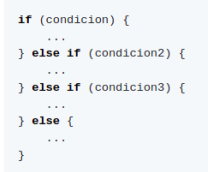 if (condicion) {
    ...
} else if (condicion2) {
    ...
} else if (condicion3) {
    ...
} else {
    ...
}